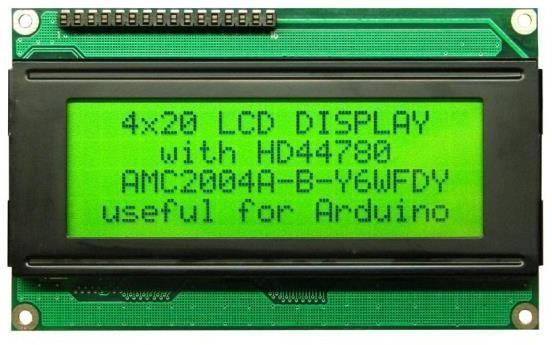 4x20 LCD DISPLAY
with HD44780
AMC2004A-B-Y6WFDY
useful for Arduino